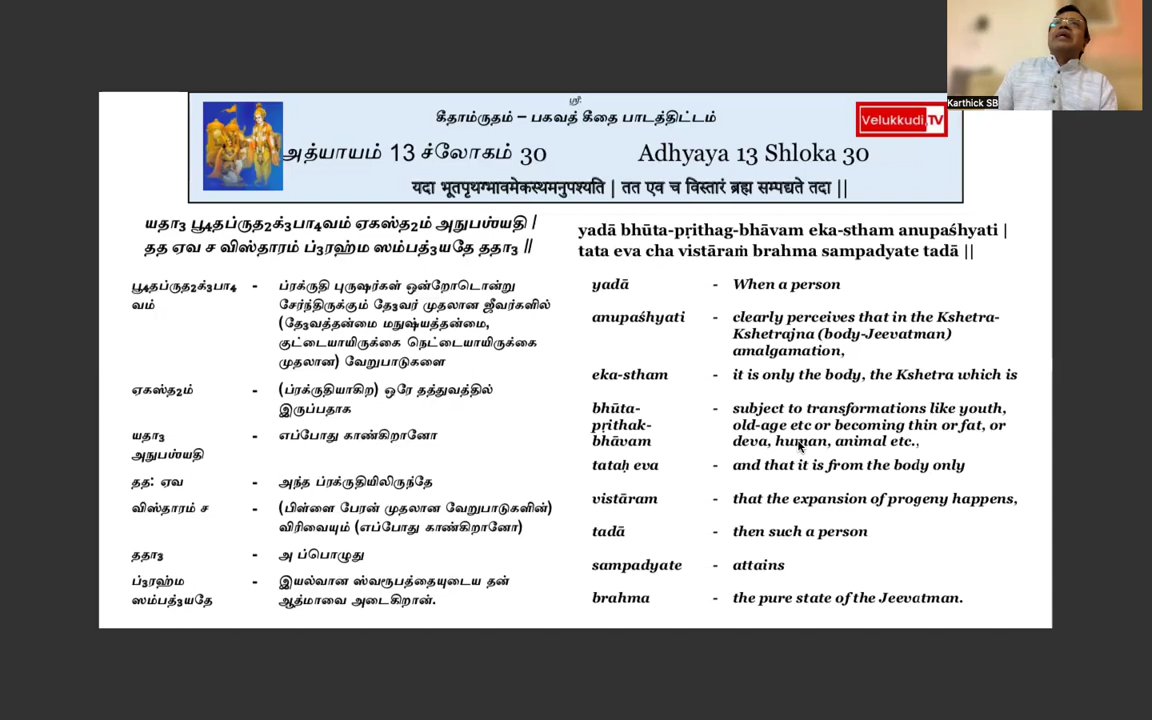 Karthick SB
ஸ்ரீ:
கீதாம்ருதம் – பகவத் கீதை பாடத்திட்டம்
Velukkudi TV
அத்யாயம் 13 ச்லோகம் 30
Adhyaya 13 Shloka 30
यदा भूतपृथग्भावमेकस्थमनुपश्यति | तत एव च विस्तारं ब्रह्म सम्पद्यते तदा ||
யதா3 பூ4தப்ருத2க்3பா4வம் ஏகஸ்த2ம் அநுபஶ்யதி |
தத ஏவ ச விஸ்தாரம் ப்3ரஹ்ம ஸம்பத்3யதே ததா3 ||
பூ4தப்ருத2க்3பா4 - ப்ரக்ருதி புருஷர்கள் ஒன்றோடொன்று
வம் சேர்ந்திருக்கும் தே3வர் முதலான ஜீவர்களில்
(தே3வத்தன்மை மநுஷ்யத்தன்மை,
குட்டையாயிருக்கை நெட்டையாயிருக்கை
முதலான) வேறுபாடுகளை
ஏகஸ்த2ம் - (ப்ரக்ருதியாகிற) ஒரே தத்துவத்தில்
இருப்பதாக
யதா3 - எப்போது காண்கிறானோ
அநுபஶ்யதி
தத: ஏவ - அந்த ப்ரக்ருதியிலிருந்தே
விஸ்தாரம் ச - (பிள்ளை பேரன் முதலான வேறுபாடுகளின்)
விரிவையும் (எப்போது காண்கிறானோ)
ததா3 - அ ப்பொழுது
ப்3ரஹ்ம - இயல்வான ஸ்வரூபத்தையுடைய தன்
ஸம்பத்3யதே ஆத்மாவை அடைகிறான்.
yadā bhūta-pṛithag-bhāvam eka-stham anupaśhyati |
tata eva cha vistāraṁ brahma sampadyate tadā ||
yadā - When a person
anupaśhyati - clearly perceives that in the Kshetra-
Kshetrajna (body-Jeevatman)
amalgamation,
eka-stham - it is only the body, the Kshetra which is
bhūta- - subject to transformations like youth,
pṛithak- old-age etc or becoming thin or fat, or
bhāvam deva, human, animal etc.,
tataḥ eva - and that it is from the body only
vistāram - that the expansion of progeny happens,
tadā - then such a person
sampadyate - attains
brahma - the pure state of the Jeevatman.